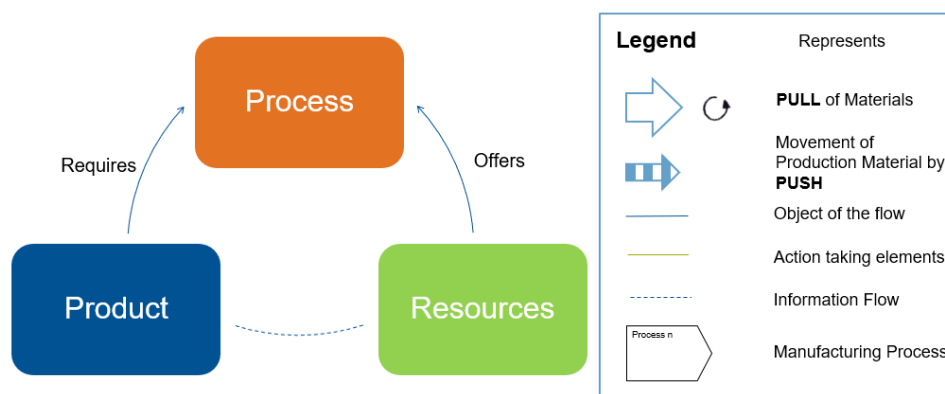 Process
Requires
Offers
Product
Resources
Legend
Represents
PULL of Materials
Movement of
Production Material by
PUSH
Object of the flow
Action taking elements
Information Flow
Process n
Manufacturing Process